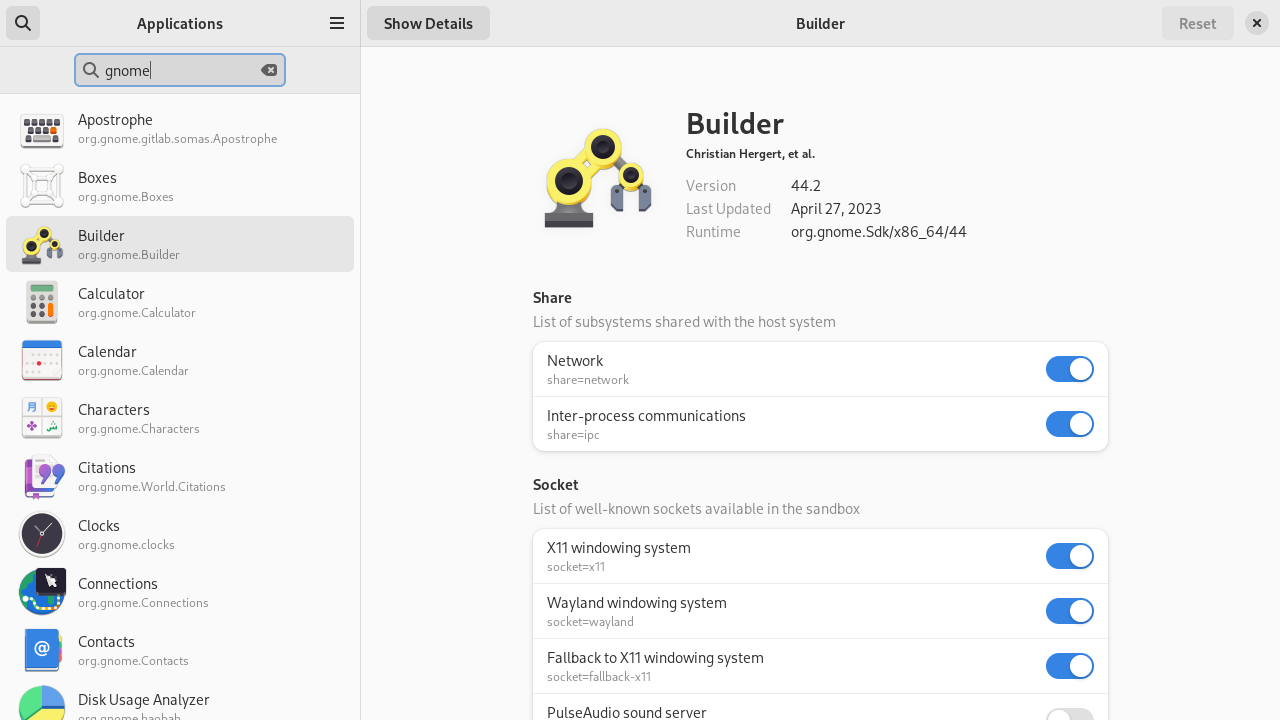 Applications
Show Details
Builder
Reset
gnome
Apostrophe
org.gnome.gitlab.somas.Apostrophe
Boxes
org.gnome.Boxes
Builder
org.gnome.Builder
Calculator
org.gnome.Calculator
Calendar
org.gnome.Calendar
Characters
org.gnome.Characters
Citations
org.gnome.World.Citations
Clocks
org.gnome.clocks
Connections
org.gnome.Connections
Contacts
org.gnome.Contacts
Disk Usage Analyzer
org.gnome.baobab
Builder
Christian Hergert, et al.
Version 44.2
Last Updated April 27, 2023
Runtime org.gnome.Sdk/x86_64/44
Share
List of subsystems shared with the host system
Network
share=network
Inter-process communications
share=ipc
Socket
List of well-known sockets available in the sandbox
X11 windowing system
socket=x11
Wayland windowing system
socket=wayland
Fallback to X11 windowing system
socket=fallback-x11
PulseAudio sound server